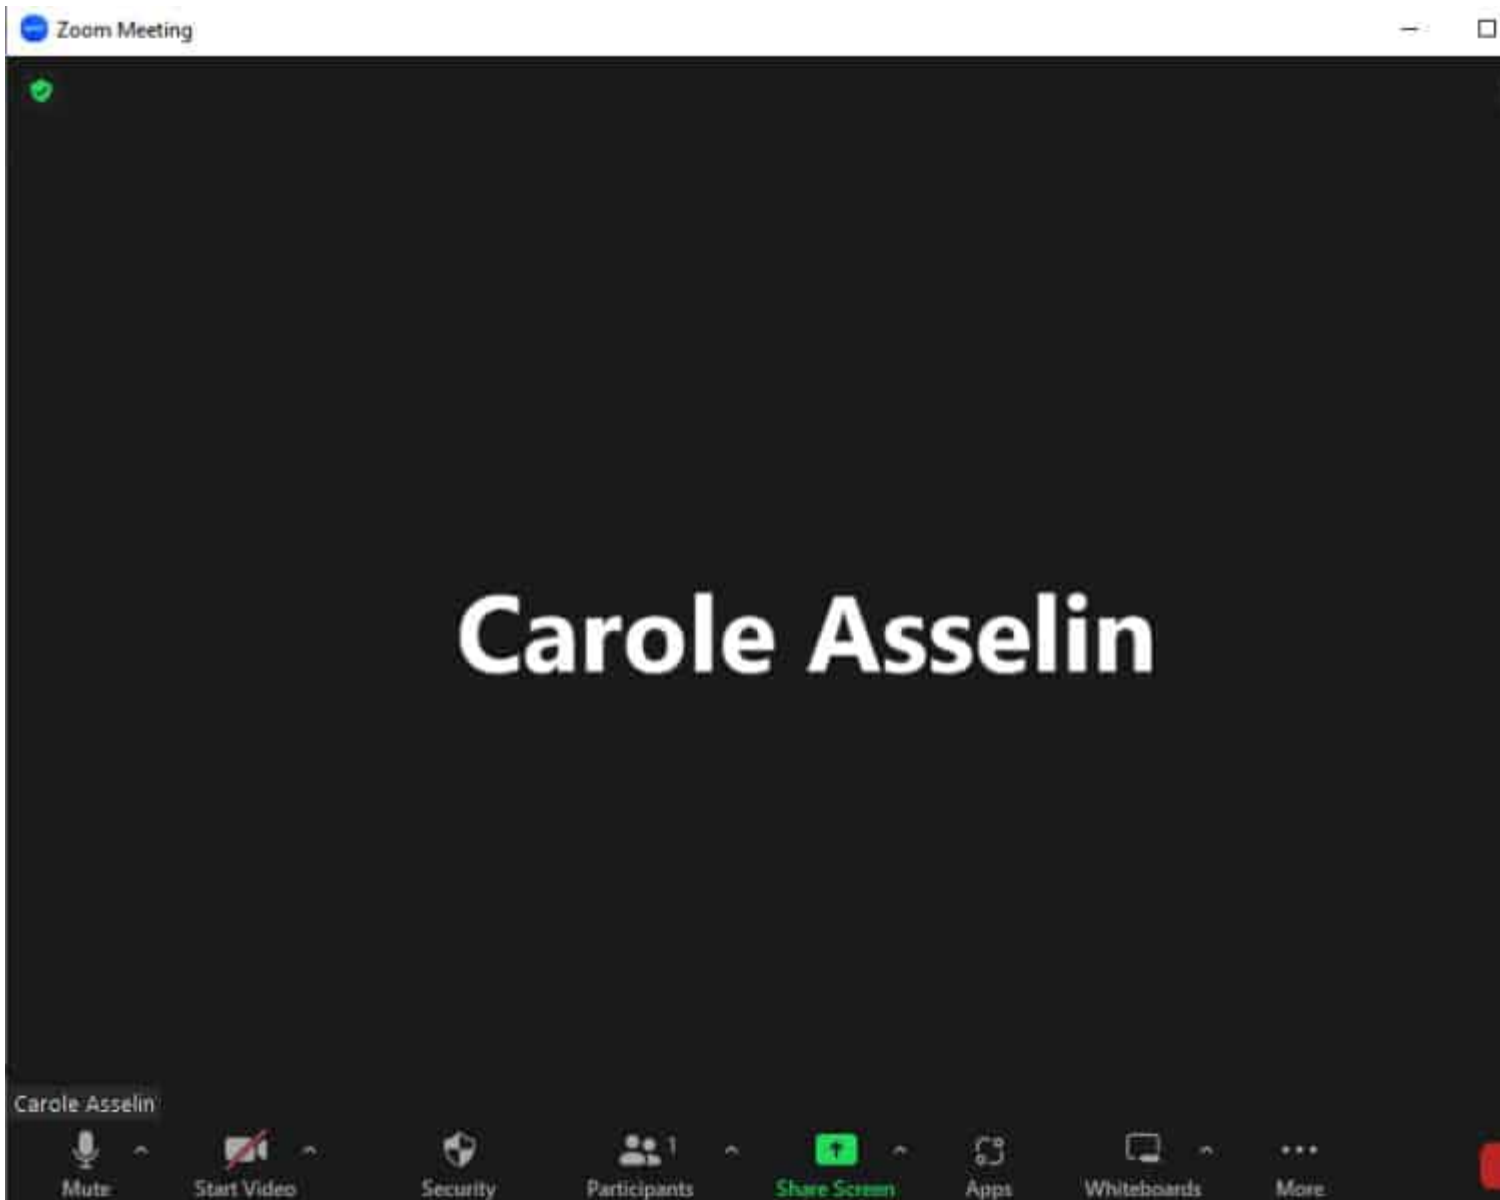 Zoom Meeting
Carole Asselin
Carole Asselin
1
Mute Start Video Security Participants Share Screen Apps Whiteboards More